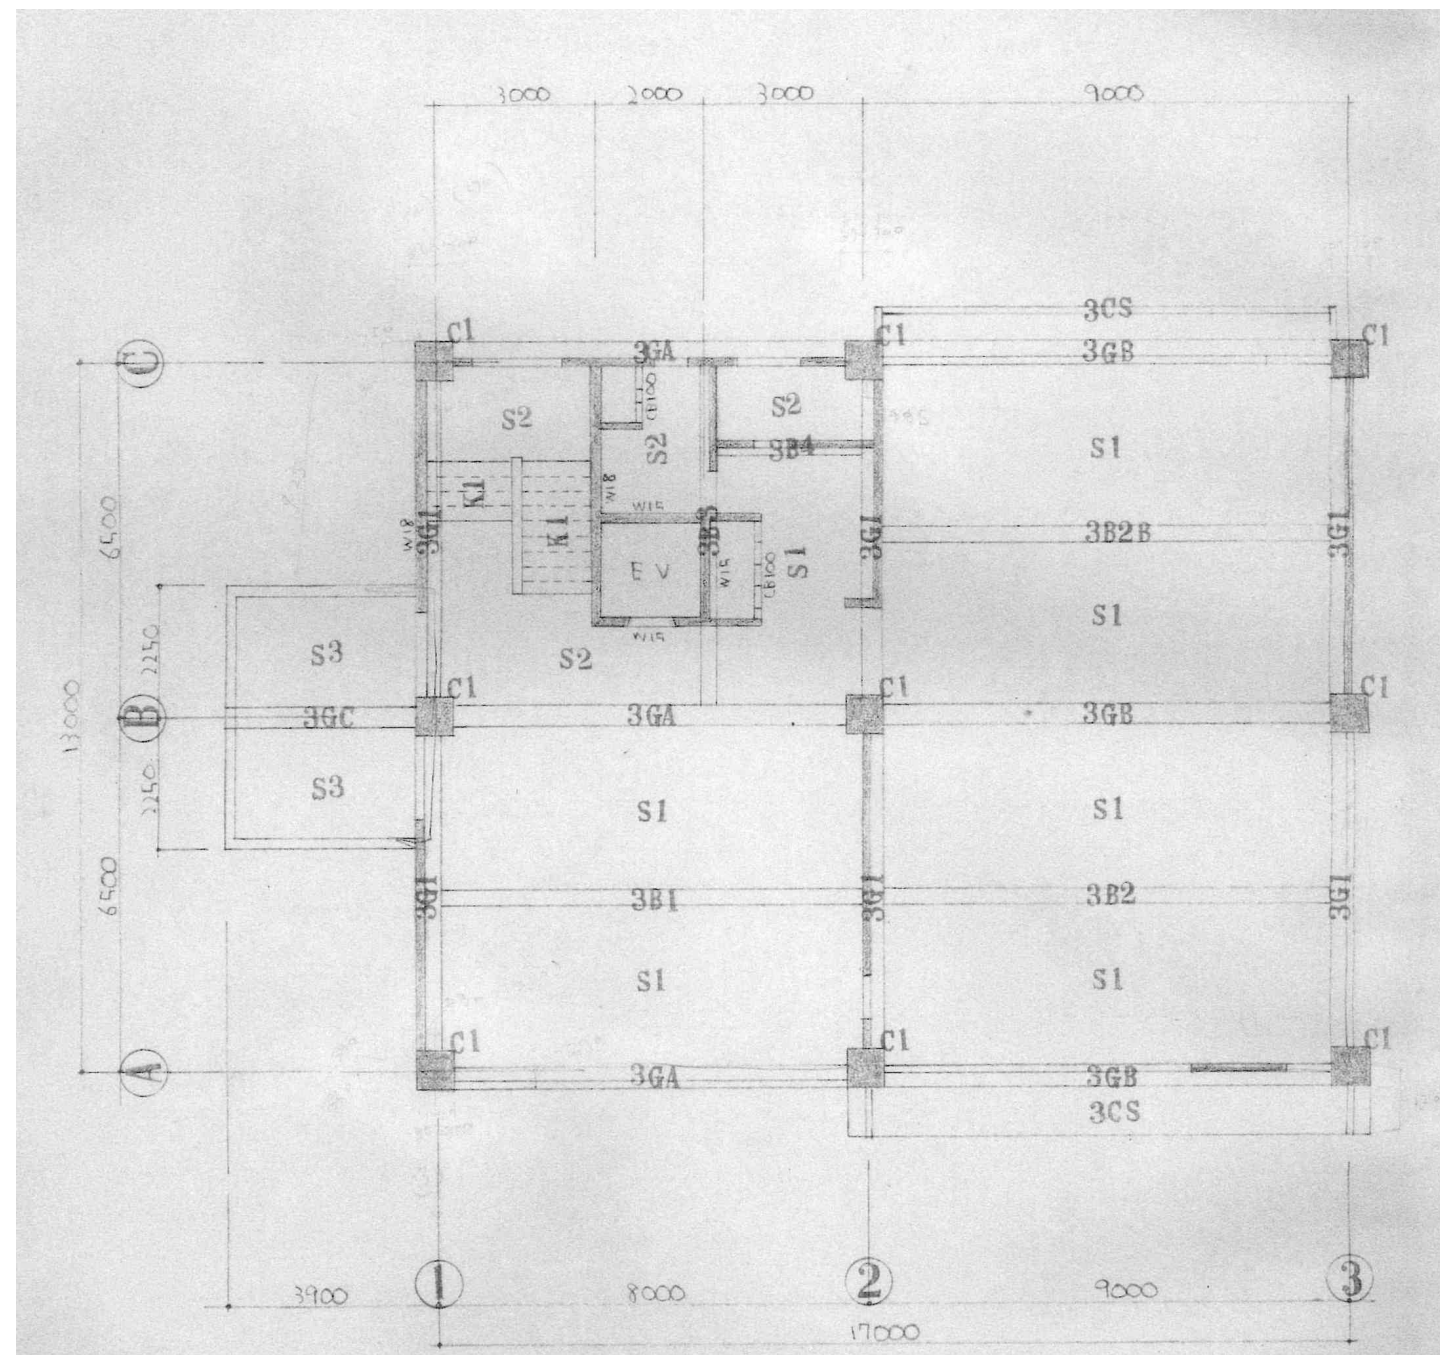 3000 2000 3000 9000
3CS
C1 C1 C1
3GA 3GB
C
CB100
S2 S2
S2 S1
3B4
K1 W18
W15
6500 W18 3G1 K1 3B3 3G1 3B2B 3G1
EV W15 CB100 S1
S1
W15
2250 S3 S2
C1 C1 C1
13000 B 3GC 3GA 3GB
2250 S3
S1 S1
6500 3G1 3B1 3G1 3B2 3G1
S1 S1
C1 C1 C1
A 3GA 3GB
3CS
1 2 3
3900 8000 9000
17000